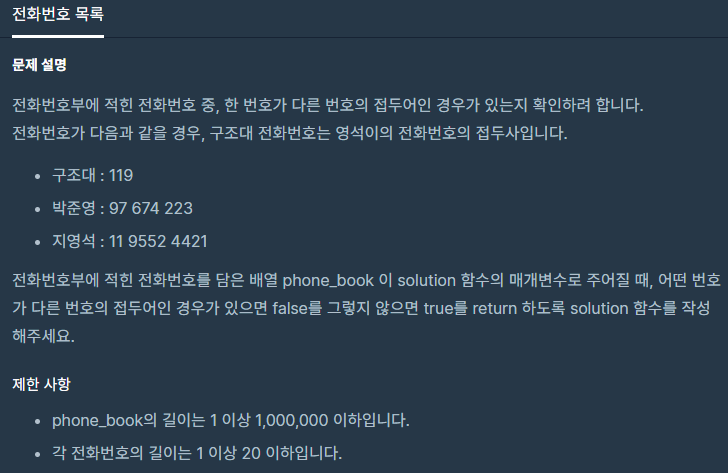 전화번호 목록
문제 설명
전화번호부에 적힌 전화번호 중, 한 번호가 다른 번호의 접두어인 경우가 있는지 확인하려 합니다.
전화번호가 다음과 같을 경우, 구조대 전화번호는 영석이의 전화번호의 접두사입니다.
• 구조대 : 119
• 박준영 : 97 674 223
• 지영석 : 11 9552 4421
전화번호부에 적힌 전화번호를 담은 배열 phone_book 이 solution 함수의 매개변수로 주어질 때, 어떤 번호
가 다른 번호의 접두어인 경우가 있으면 false를 그렇지 않으면 true를 return 하도록 solution 함수를 작성
해주세요.
제한 사항
• phone_book의 길이는 1 이상 1,000,000 이하입니다.
• 각 전화번호의 길이는 1 이상 20 이하입니다.